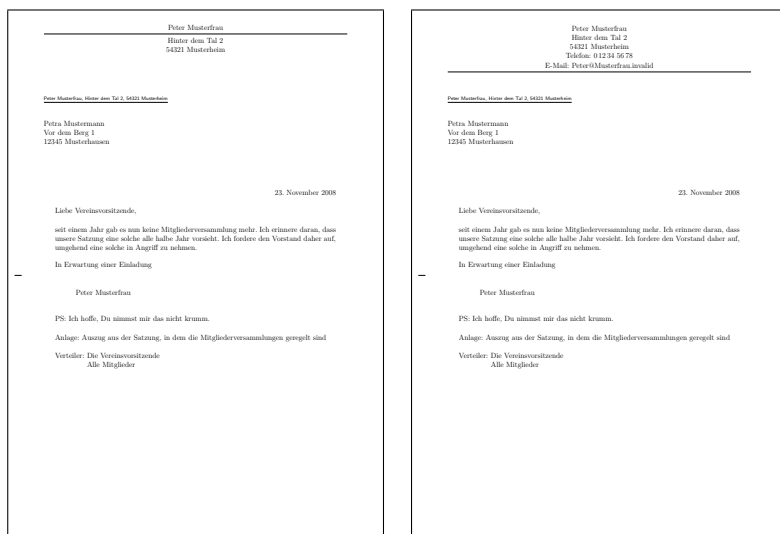 Peter Musterfrau
Hinter dem Tal 2
54321 Musterheim
Peter Musterfrau, Hinter dem Tal 2, 54321 Musterheim
Petra Mustermann
Vor dem Berg 1
12345 Musterhausen
23. November 2008
Liebe Vereinsvorsitzende,
seit einem Jahr gab es nun keine Mitgliederversammlung mehr. Ich erinnere daran, dass
unsere Satzung eine solche alle halbe Jahr vorsieht. Ich fordere den Vorstand daher auf,
umgehend eine solche in Angriff zu nehmen.
In Erwartung einer Einladung
Peter Musterfrau
PS: Ich hoffe, Du nimmst mir das nicht krumm.
Anlage: Auszug aus der Satzung, in dem die Mitgliederversammlungen geregelt sind
Verteiler: Die Vereinsvorsitzende
Alle Mitglieder
Peter Musterfrau
Hinter dem Tal 2
54321 Musterheim
Telefon: 0 12 34 56 78
E-Mail: Peter@Musterfrau.invalid
Peter Musterfrau, Hinter dem Tal 2, 54321 Musterheim
Petra Mustermann
Vor dem Berg 1
12345 Musterhausen
23. November 2008
Liebe Vereinsvorsitzende,
seit einem Jahr gab es nun keine Mitgliederversammlung mehr. Ich erinnere daran, dass
unsere Satzung eine solche alle halbe Jahr vorsieht. Ich fordere den Vorstand daher auf,
umgehend eine solche in Angriff zu nehmen.
In Erwartung einer Einladung
Peter Musterfrau
PS: Ich hoffe, Du nimmst mir das nicht krumm.
Anlage: Auszug aus der Satzung, in dem die Mitgliederversammlungen geregelt sind
Verteiler: Die Vereinsvorsitzende
Alle Mitglieder